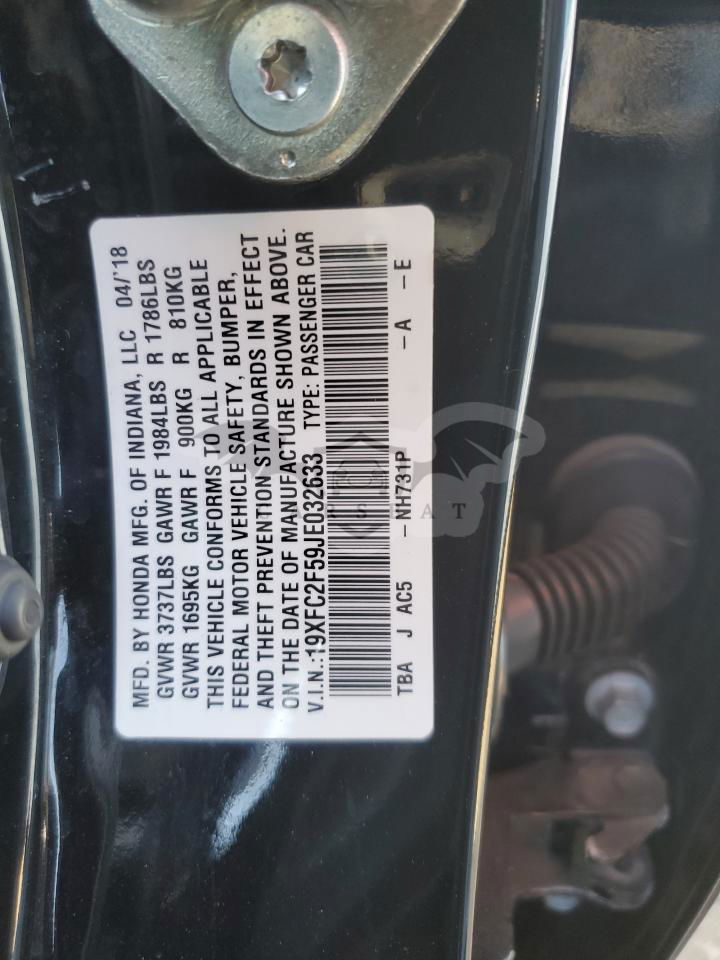 MFD. BY HONDA MFG. OF INDIANA, LLC 04/'18
GVWR 3737LBS GAWR F 1984LBS R 1786LBS
GVWR 1695KG GAWR F 900KG R 810KG
THIS VEHICLE CONFORMS TO ALL APPLICABLE
FEDERAL MOTOR VEHICLE SAFETY, BUMPER,
AND THEFT PREVENTION STANDARDS IN EFFECT
ON THE DATE OF MANUFACTURE SHOWN ABOVE.
V.I.N.:19XFC2F59JE032633 TYPE: PASSENGER CAR
TBA J AC5 -NH731P -A -E